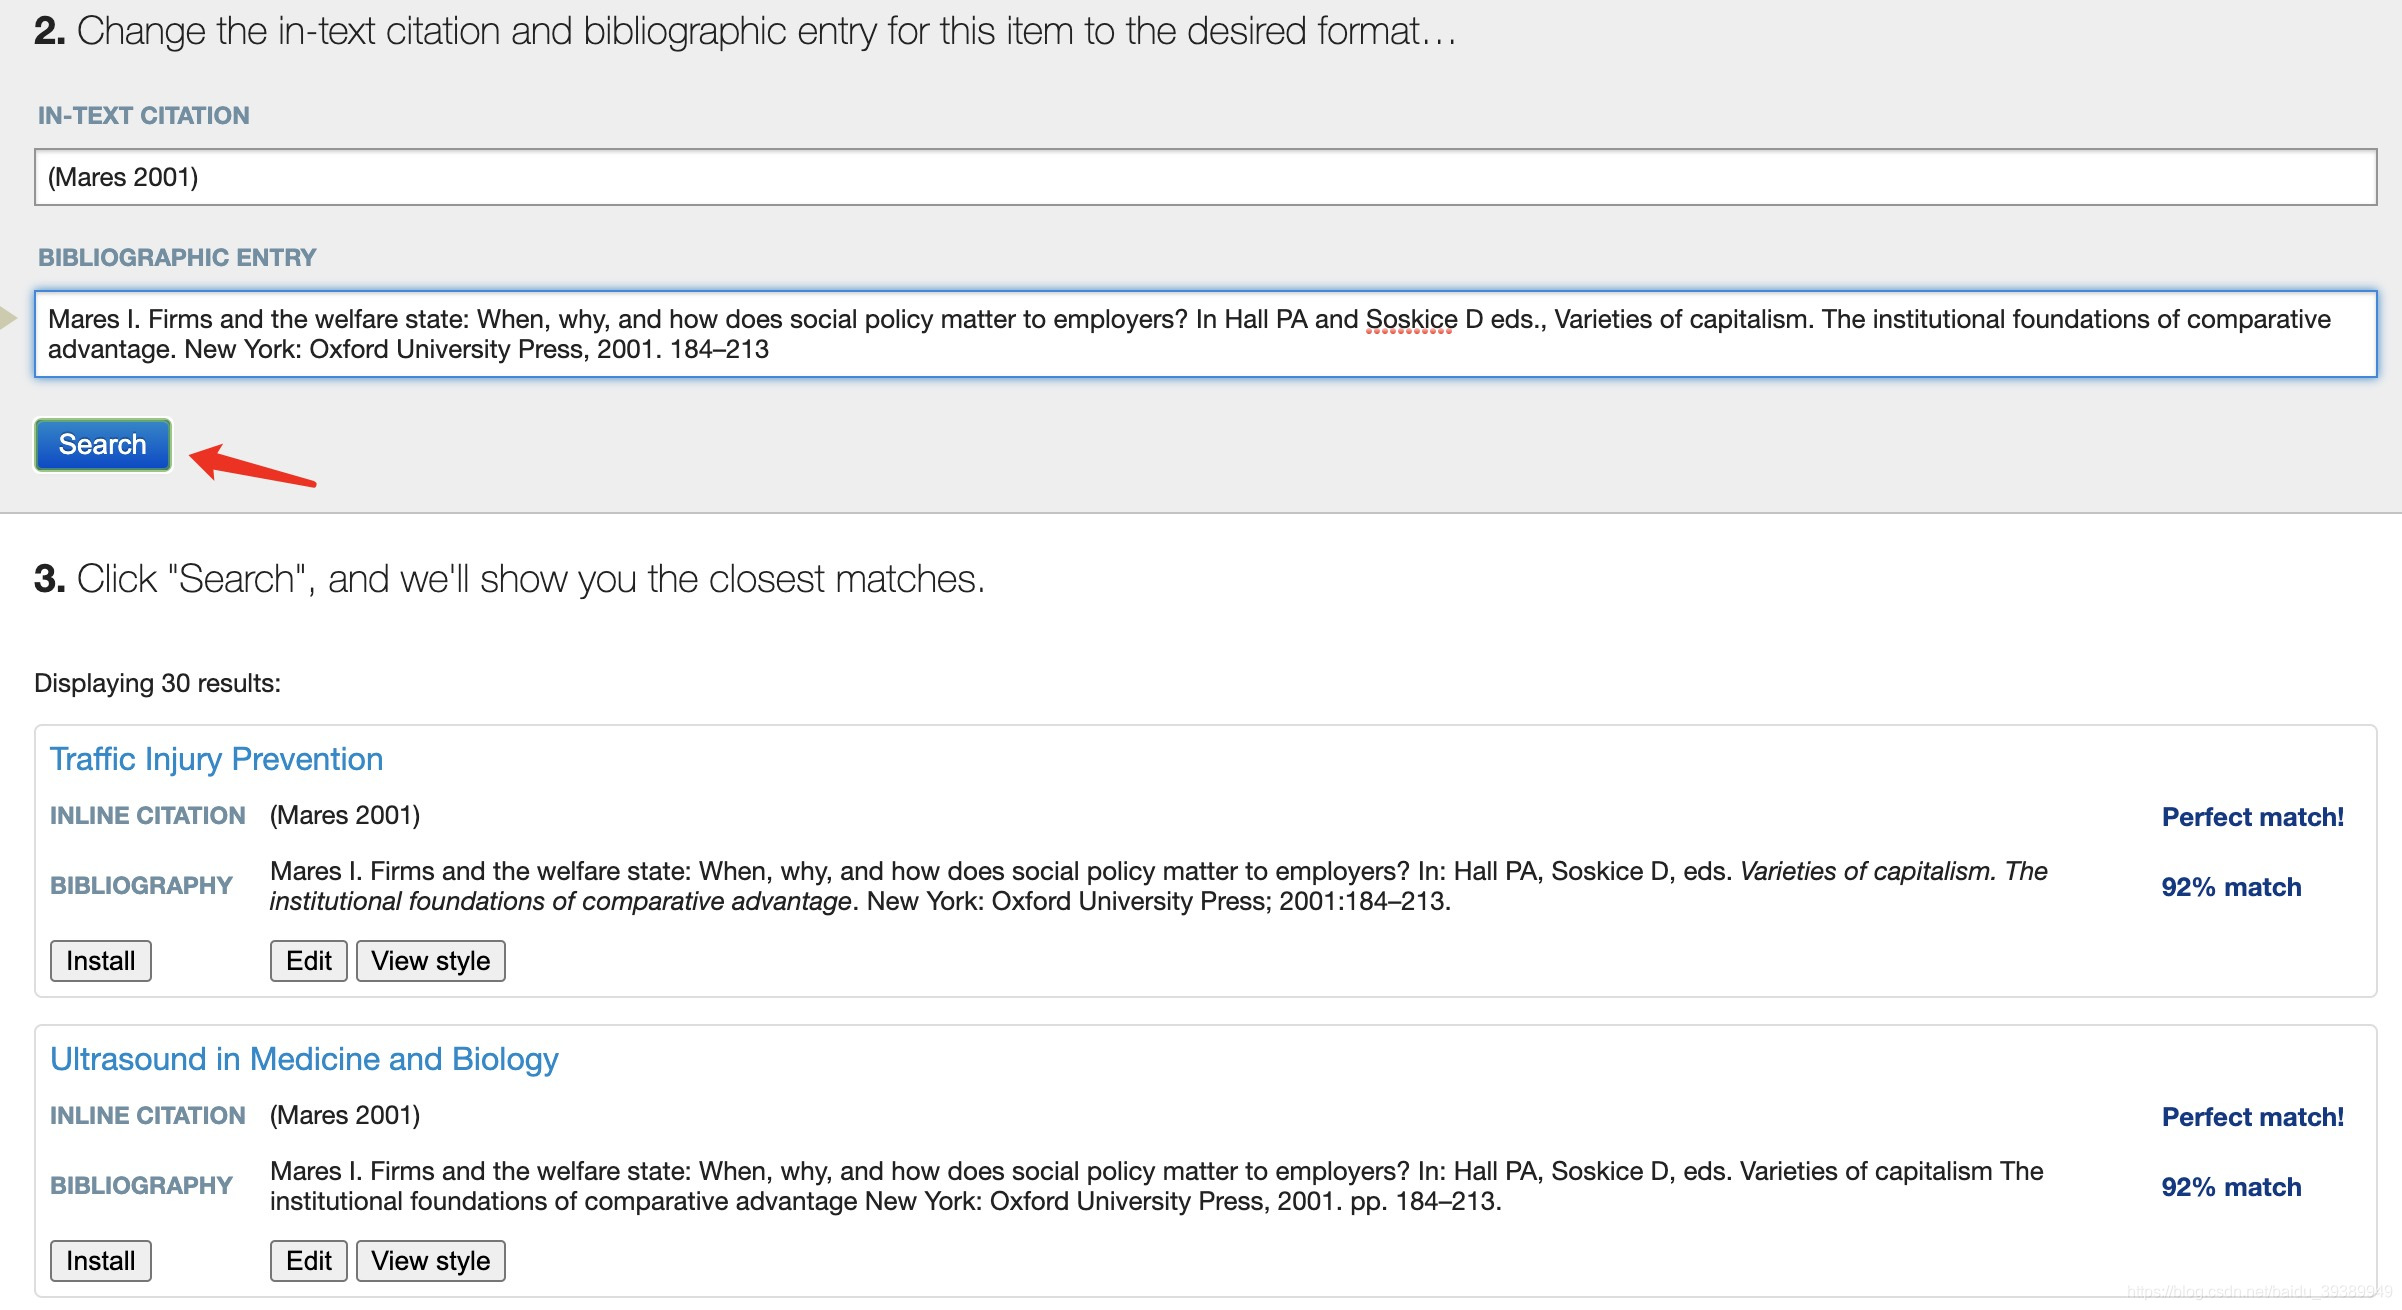 2. Change the in-text citation and bibliographic entry for this item to the desired format…
IN-TEXT CITATION
(Mares 2001)
BIBLIOGRAPHIC ENTRY
Mares I. Firms and the welfare state: When, why, and how does social policy matter to employers? In Hall PA and Soskice D eds., Varieties of capitalism. The institutional foundations of comparative
advantage. New York: Oxford University Press, 2001. 184–213
Search
3. Click "Search", and we'll show you the closest matches.
Displaying 30 results:
Traffic Injury Prevention
INLINE CITATION (Mares 2001) Perfect match!
BIBLIOGRAPHY Mares I. Firms and the welfare state: When, why, and how does social policy matter to employers? In: Hall PA, Soskice D, eds. Varieties of capitalism. The
institutional foundations of comparative advantage. New York: Oxford University Press; 2001:184–213.
92% match
Install Edit View style
Ultrasound in Medicine and Biology
INLINE CITATION (Mares 2001) Perfect match!
BIBLIOGRAPHY Mares I. Firms and the welfare state: When, why, and how does social policy matter to employers? In: Hall PA, Soskice D, eds. Varieties of capitalism The
institutional foundations of comparative advantage New York: Oxford University Press, 2001. pp. 184–213.
92% match
Install Edit View style
https://blog.csdn.net/baidu_39389949